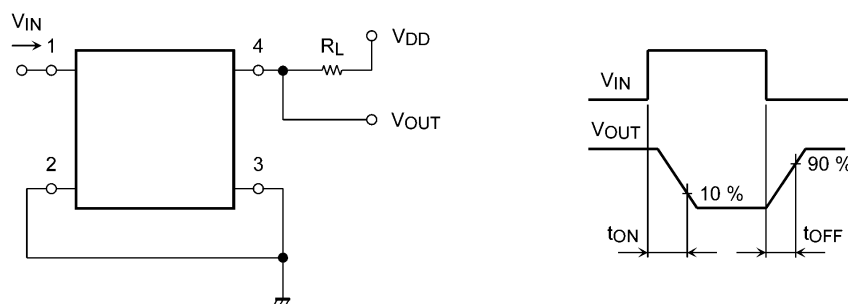 VIN
1
4
RL
VDD
VOUT
2
3
VIN
VOUT
10 %
90 %
tON
tOFF